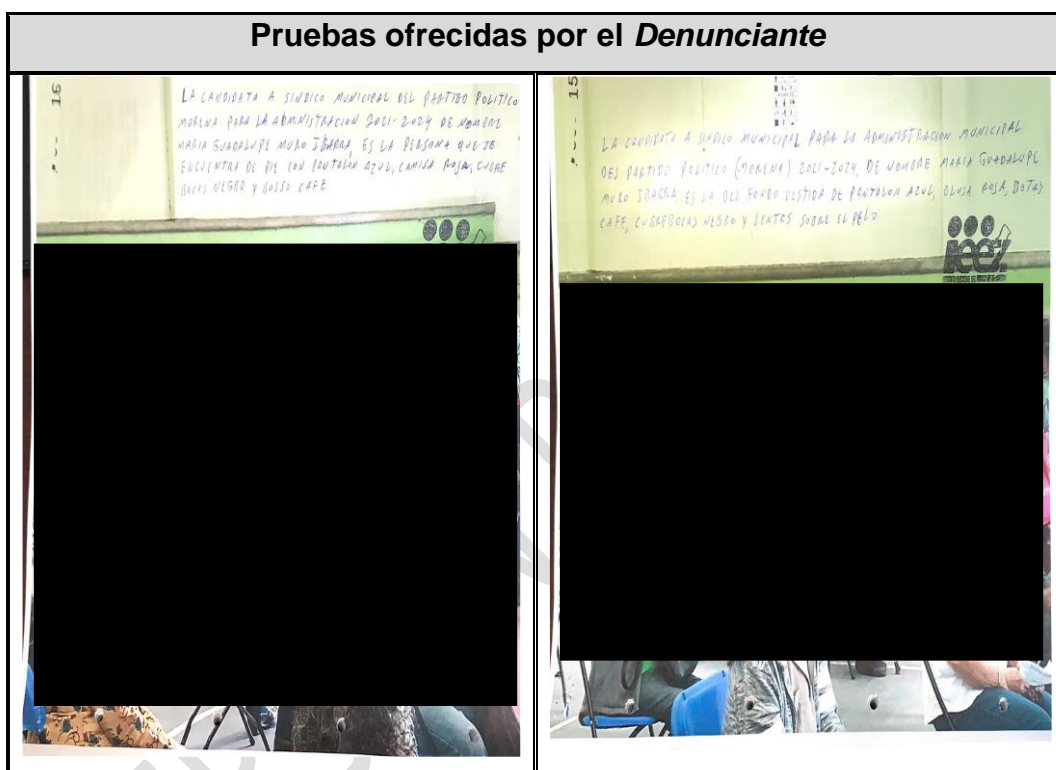 Pruebas ofrecidas por el Denunciante
16
LA CANDIDATA A SINDICO MUNICIPAL DEL PARTIDO POLITICO
MORENA PARA LA ADMINISTRACION 2021-2024 DE NOMBRE
MARIA GUADALUPE MURO IBARRA, ES LA PERSONA QUE SE
ENCUENTRA DE PIE CON PANTALON AZUL, CAMISA ROSA, CUBRE
BOCAS NEGRO Y BOLSO CAFÉ
15
LA CANDIDATA A SINDICO MUNICIPAL PARA LA ADMINISTRACION MUNICIPAL
DEL PARTIDO POLITICO (MORENA) 2021-2024, DE NOMBRE MARIA GUADALUPE
MURO IBARRA, ES LA DEL FONDO VESTIDA DE PANTALON AZUL, BLUSA ROSA, BOTAS
CAFE, CUBREBOCAS NEGRO Y LENTES SOBRE EL PELO
ieez